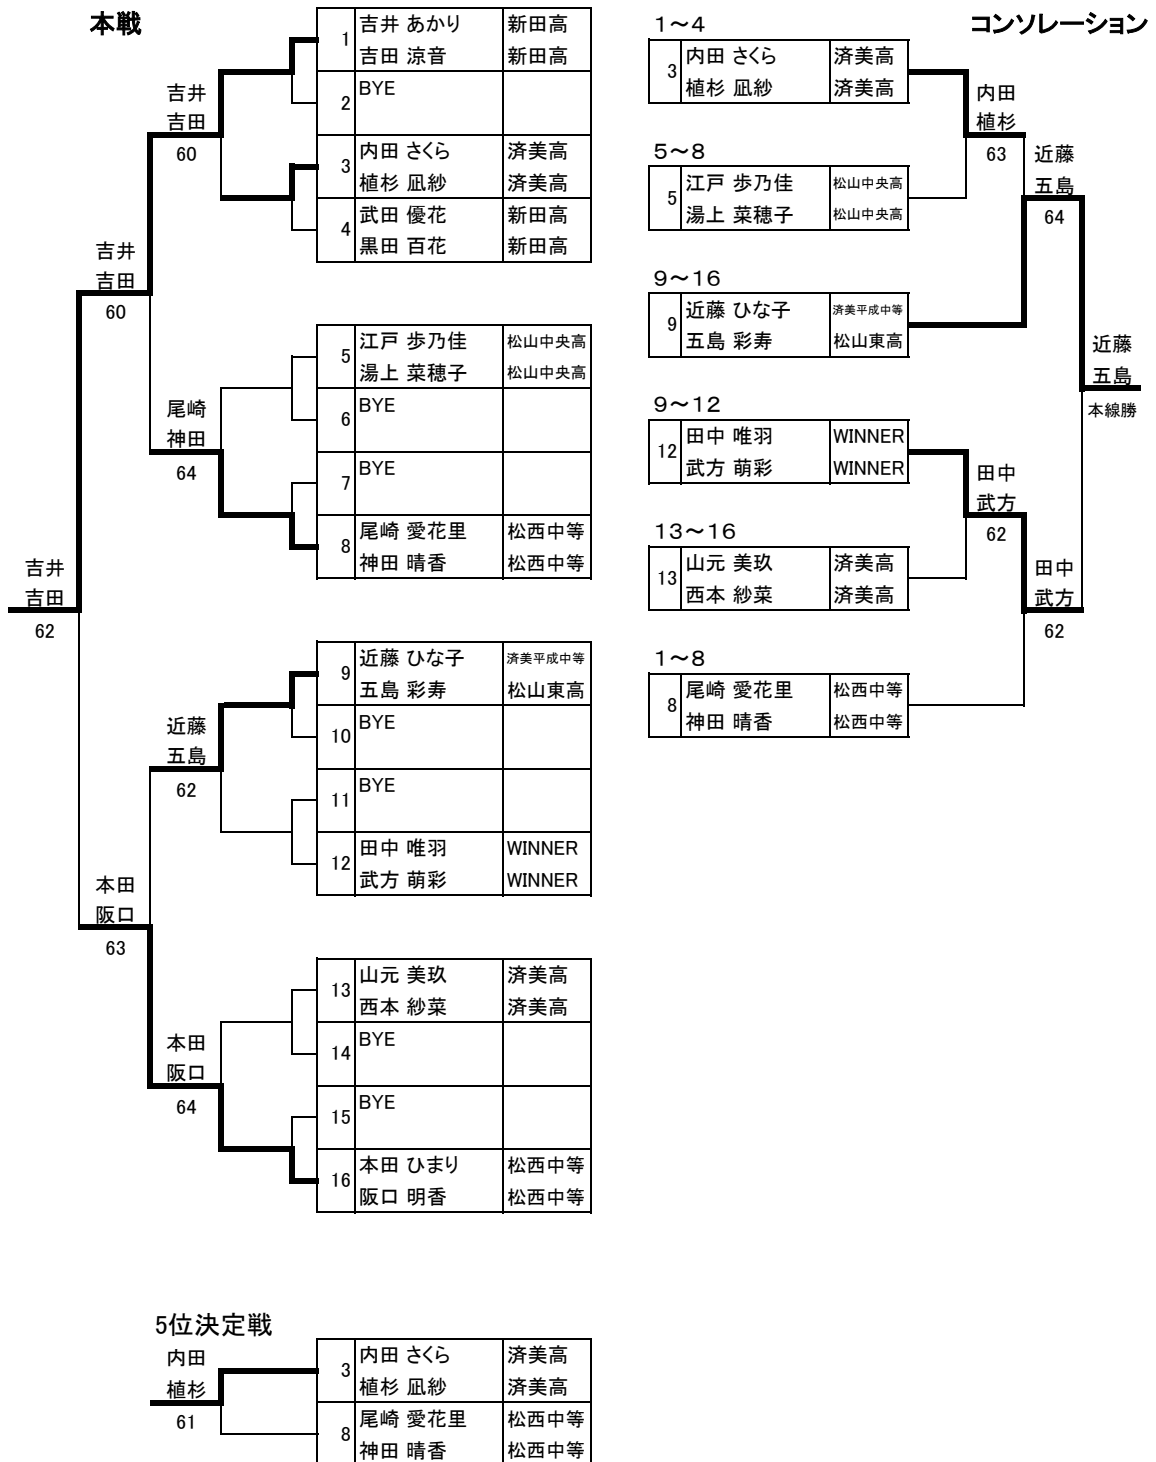 本戦
1
吉井 あかり
新田高
吉田 涼音
新田高
2
BYE
3
内田 さくら
済美高
植杉 凪紗
済美高
4
武田 優花
新田高
黒田 百花
新田高
5
江戸 歩乃佳
松山中央高
湯上 菜穂子
松山中央高
6
BYE
7
BYE
8
尾崎 愛花里
松西中等
神田 晴香
松西中等
9
近藤 ひな子
済美平成中等
五島 彩寿
松山東高
10
BYE
11
BYE
12
田中 唯羽
WINNER
武方 萌彩
WINNER
13
山元 美玖
済美高
西本 紗菜
済美高
14
BYE
15
BYE
16
本田 ひまり
松西中等
阪口 明香
松西中等
吉井
吉田
60
尾崎
神田
64
近藤
五島
62
本田
阪口
64
吉井
吉田
60
本田
阪口
63
吉井
吉田
62
5位決定戦
3
内田 さくら
済美高
植杉 凪紗
済美高
8
尾崎 愛花里
松西中等
神田 晴香
松西中等
内田
植杉
61
コンソレーション
1～4
3
内田 さくら
済美高
植杉 凪紗
済美高
5～8
5
江戸 歩乃佳
松山中央高
湯上 菜穂子
松山中央高
9～16
9
近藤 ひな子
済美平成中等
五島 彩寿
松山東高
9～12
12
田中 唯羽
WINNER
武方 萌彩
WINNER
13～16
13
山元 美玖
済美高
西本 紗菜
済美高
1～8
8
尾崎 愛花里
松西中等
神田 晴香
松西中等
内田
植杉
63
近藤
五島
64
田中
武方
62
田中
武方
62
近藤
五島
本線勝